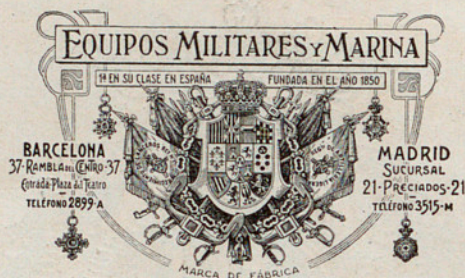 EQUIPOS MILITARES Y MARINA
1ª EN SU CLASE EN ESPAÑA FUNDADA EN EL AÑO 1850
BARCELONA
37-RAMBLA DEL CENTRO-37
Entrada-Plaza del Teatro
TELÉFONO 2899-A
MADRID
SUCURSAL
21-PRECIADOS-21
TELÉFONO 3515-M
MARCA DE FÁBRICA